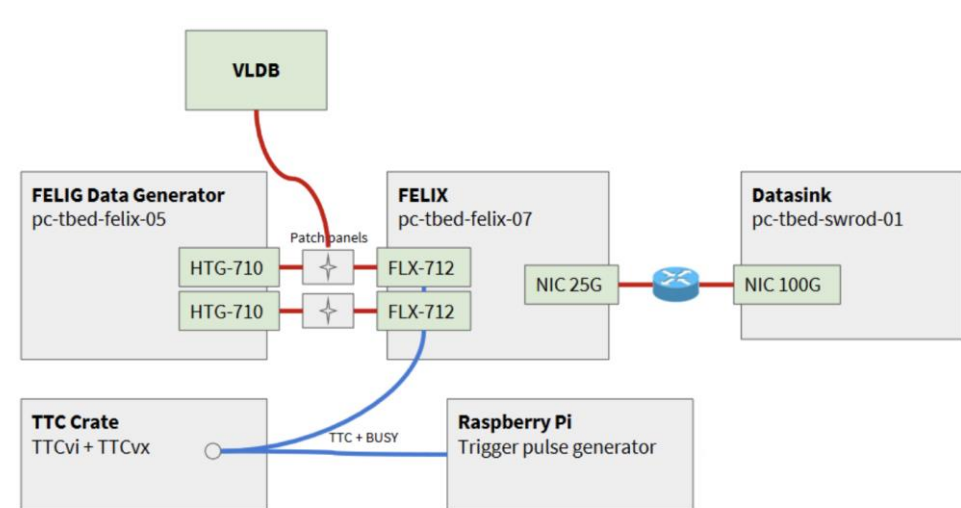 VLDB
FELIG Data Generator
pc-tbed-felix-05
FELIX
pc-tbed-felix-07
Datasink
pc-tbed-swrod-01
Patch panels
HTG-710
FLX-712
HTG-710
FLX-712
NIC 25G
NIC 100G
TTC Crate
TTCvi + TTCvx
TTC + BUSY
Raspberry Pi
Trigger pulse generator